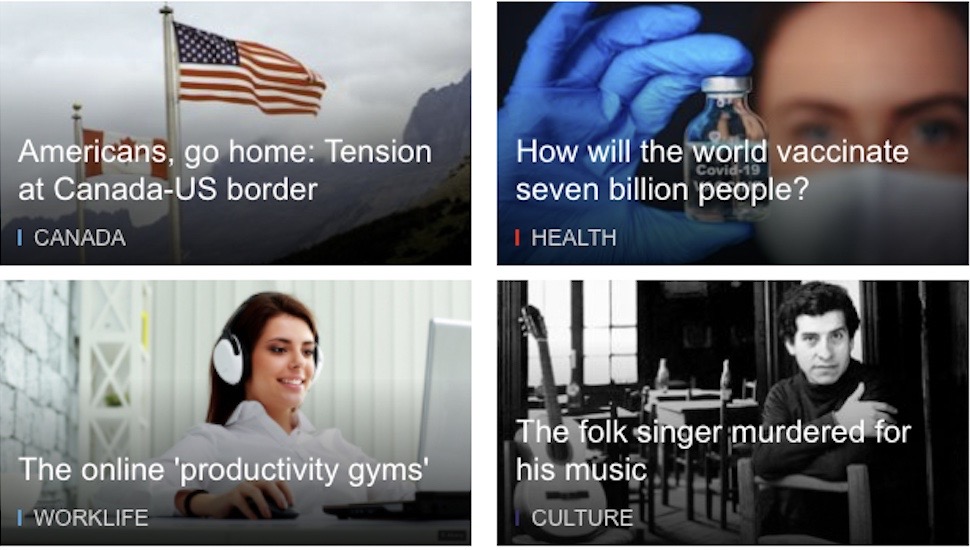 Americans, go home: Tension
at Canada-US border
CANADA
How will the world vaccinate
seven billion people?
Covid-19
HEALTH
The online 'productivity gyms'
WORKLIFE
The folk singer murdered for
his music
CULTURE